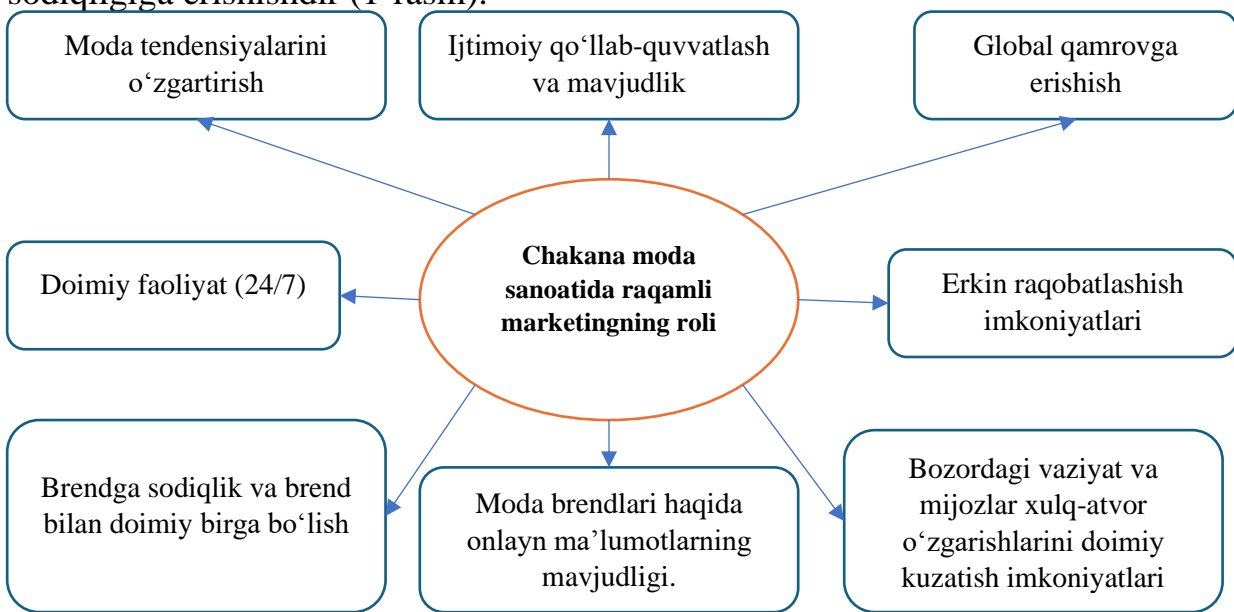 sodiqligiga erishishdir (1-rasm).
Moda tendensiyalarini
o‘zgartirish
Ijtimoiy qo‘llab-quvvatlash
va mavjudlik
Global qamrovga
erishish
Doimiy faoliyat (24/7)
Chakana moda
sanoatida raqamli
marketingning roli
Erkin raqobatlashish
imkoniyatlari
Brendga sodiqlik va brend
bilan doimiy birga bo‘lish
Moda brendlari haqida
onlayn ma’lumotlarning
mavjudligi.
Bozordagi vaziyat va
mijozlar xulq-atvor
o‘zgarishlarini doimiy
kuzatish imkoniyatlari